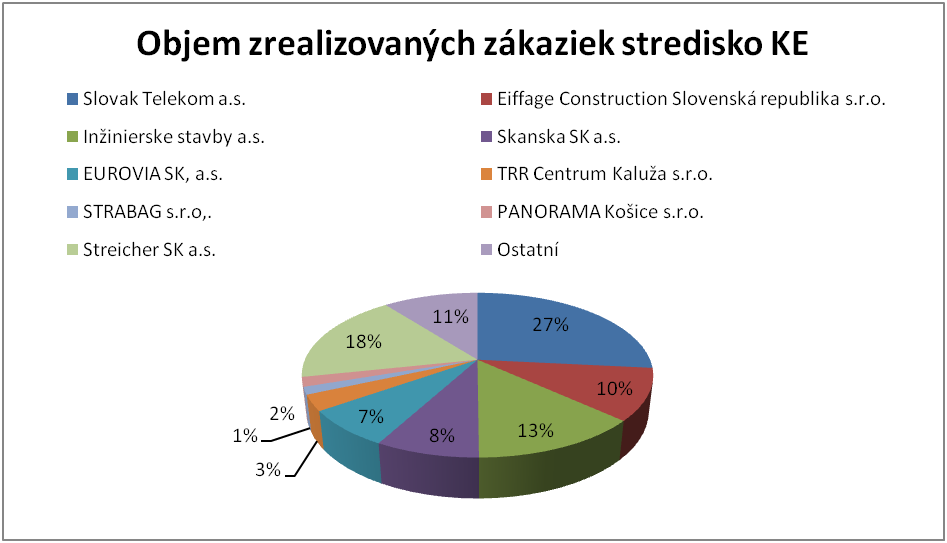 Objem zrealizovaných zákaziek stredisko KE
Slovak Telekom a.s.
Eiffage Construction Slovenská republika s.r.o.
Inžinierske stavby a.s.
Skanska SK a.s.
EUROVIA SK, a.s.
TRR Centrum Kaluža s.r.o.
STRABAG s.r.o,.
PANORAMA Košice s.r.o.
Streicher SK a.s.
Ostatní
27%
10%
13%
8%
7%
3%
1%
2%
18%
11%